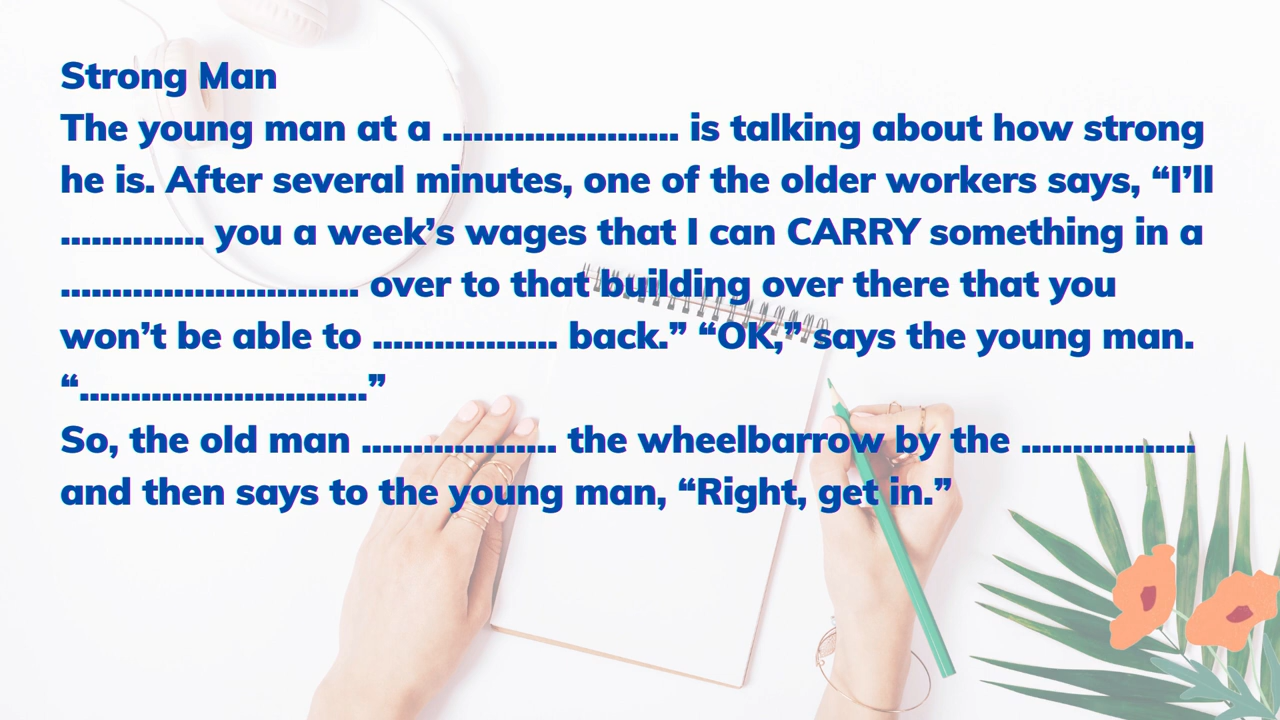 Strong Man
The young man at a ....................... is talking about how strong
he is. After several minutes, one of the older workers says, “I’ll
.............. you a week’s wages that I can CARRY something in a
............................. over to that building over there that you
won’t be able to .................. back.” “OK,” says the young man.
“............................”
So, the old man ................... the wheelbarrow by the .................
and then says to the young man, “Right, get in.”